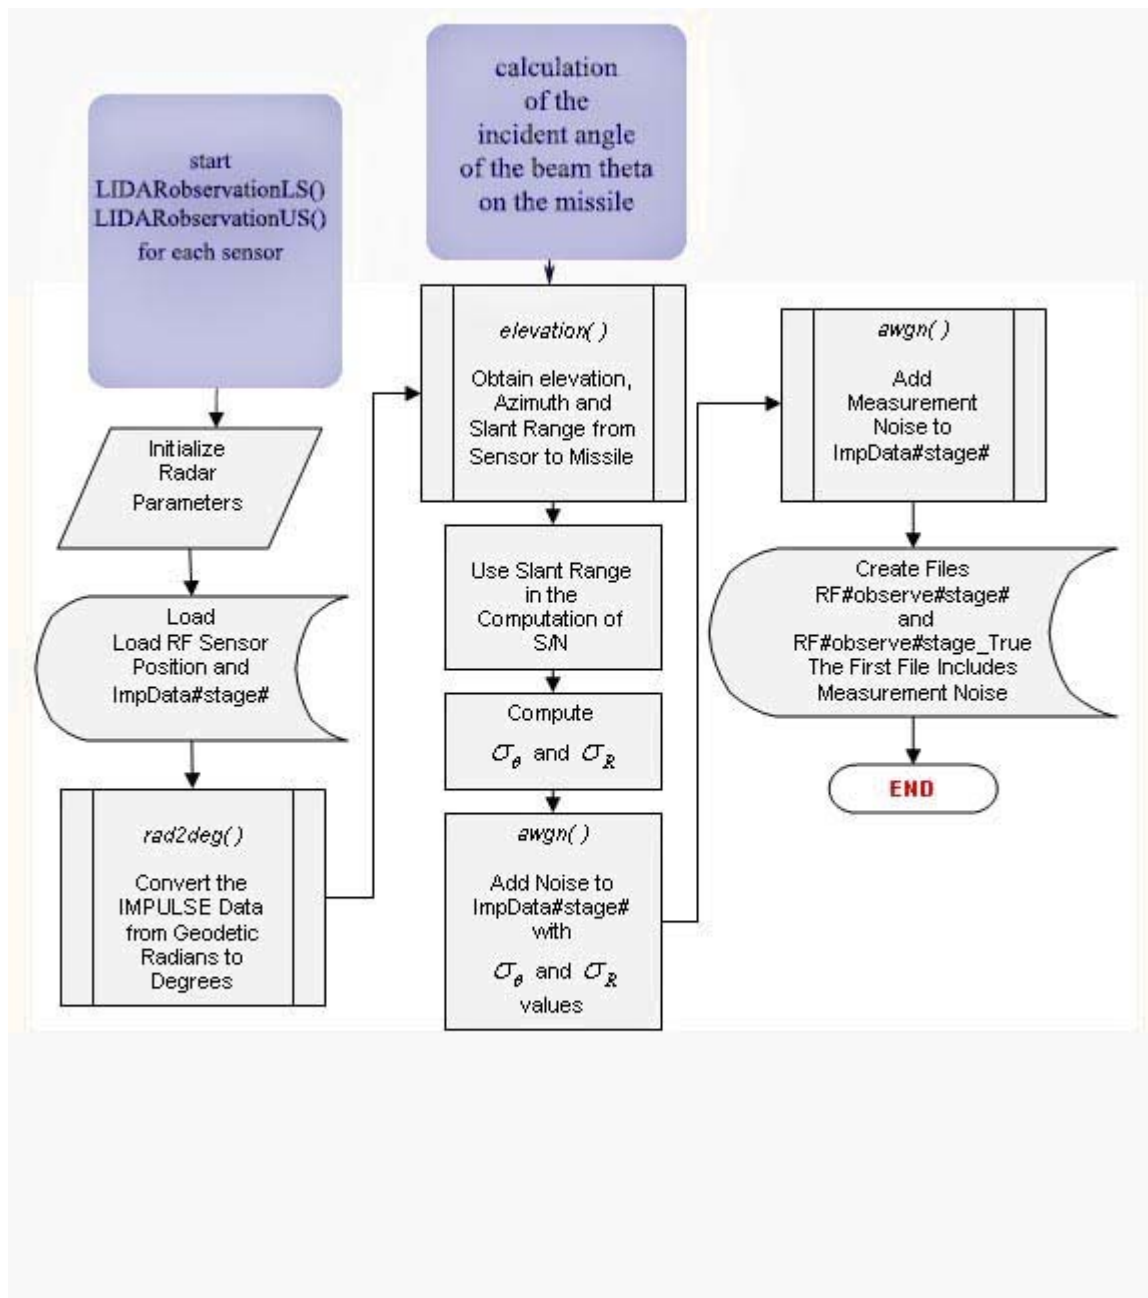 start
LIDARobservationLS()
LIDARobservationUS()
for each sensor
Initialize
Radar
Parameters
Load
Load RF Sensor
Position and
ImpData#stage#
rad2deg( )
Convert the
IMPULSE Data
from Geodetic
Radians to
Degrees
calculation
of the
incident angle
of the beam theta
on the missile
elevation( )
Obtain elevation,
Azimuth and
Slant Range from
Sensor to Missile
Use Slant Range
in the
Computation of
S/N
Compute
σθ and σR
awgn( )
Add Noise to
ImpData#stage#
with
σθ and σR
values
awgn( )
Add
Measurement
Noise to
ImpData#stage#
Create Files
RF#observe#stage#
and
RF#observe#stage_True
The First File Includes
Measurement Noise
END